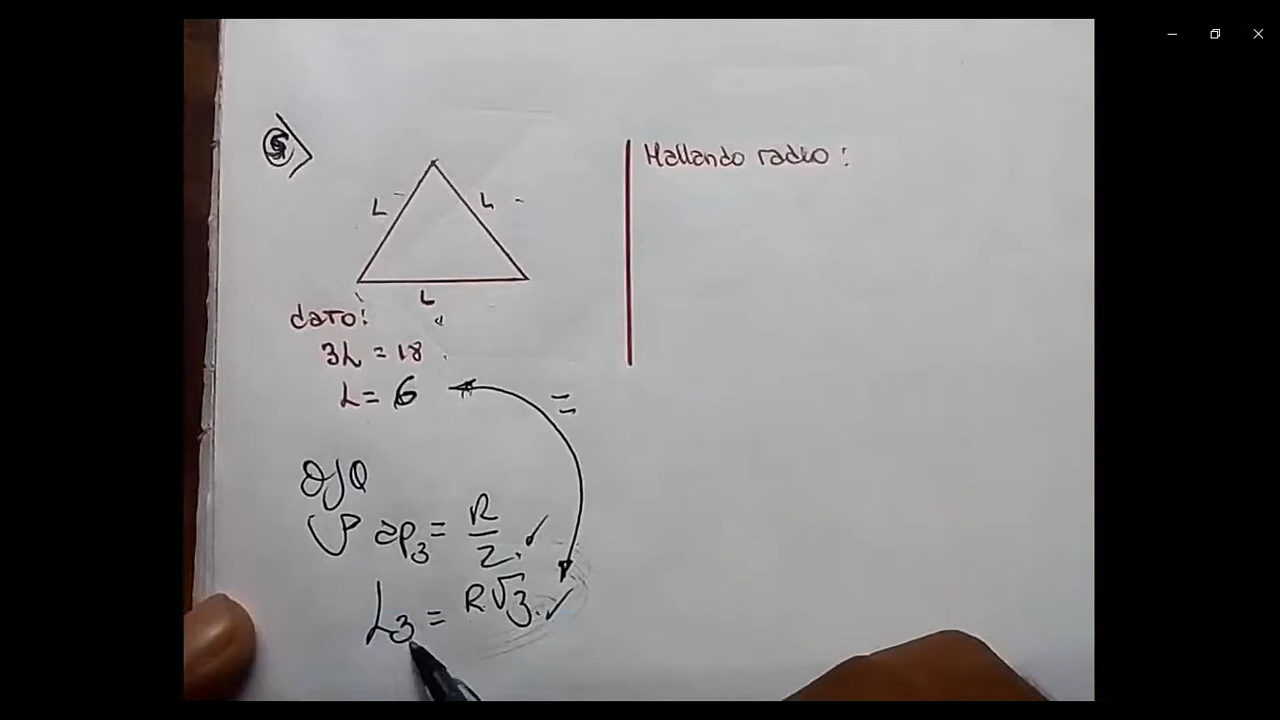 5
L L
L
dato:
3L = 18
L = 6
=
OJO
ap₃ = R/2 ✓
L₃ = R√3 ✓
Hallando radio: